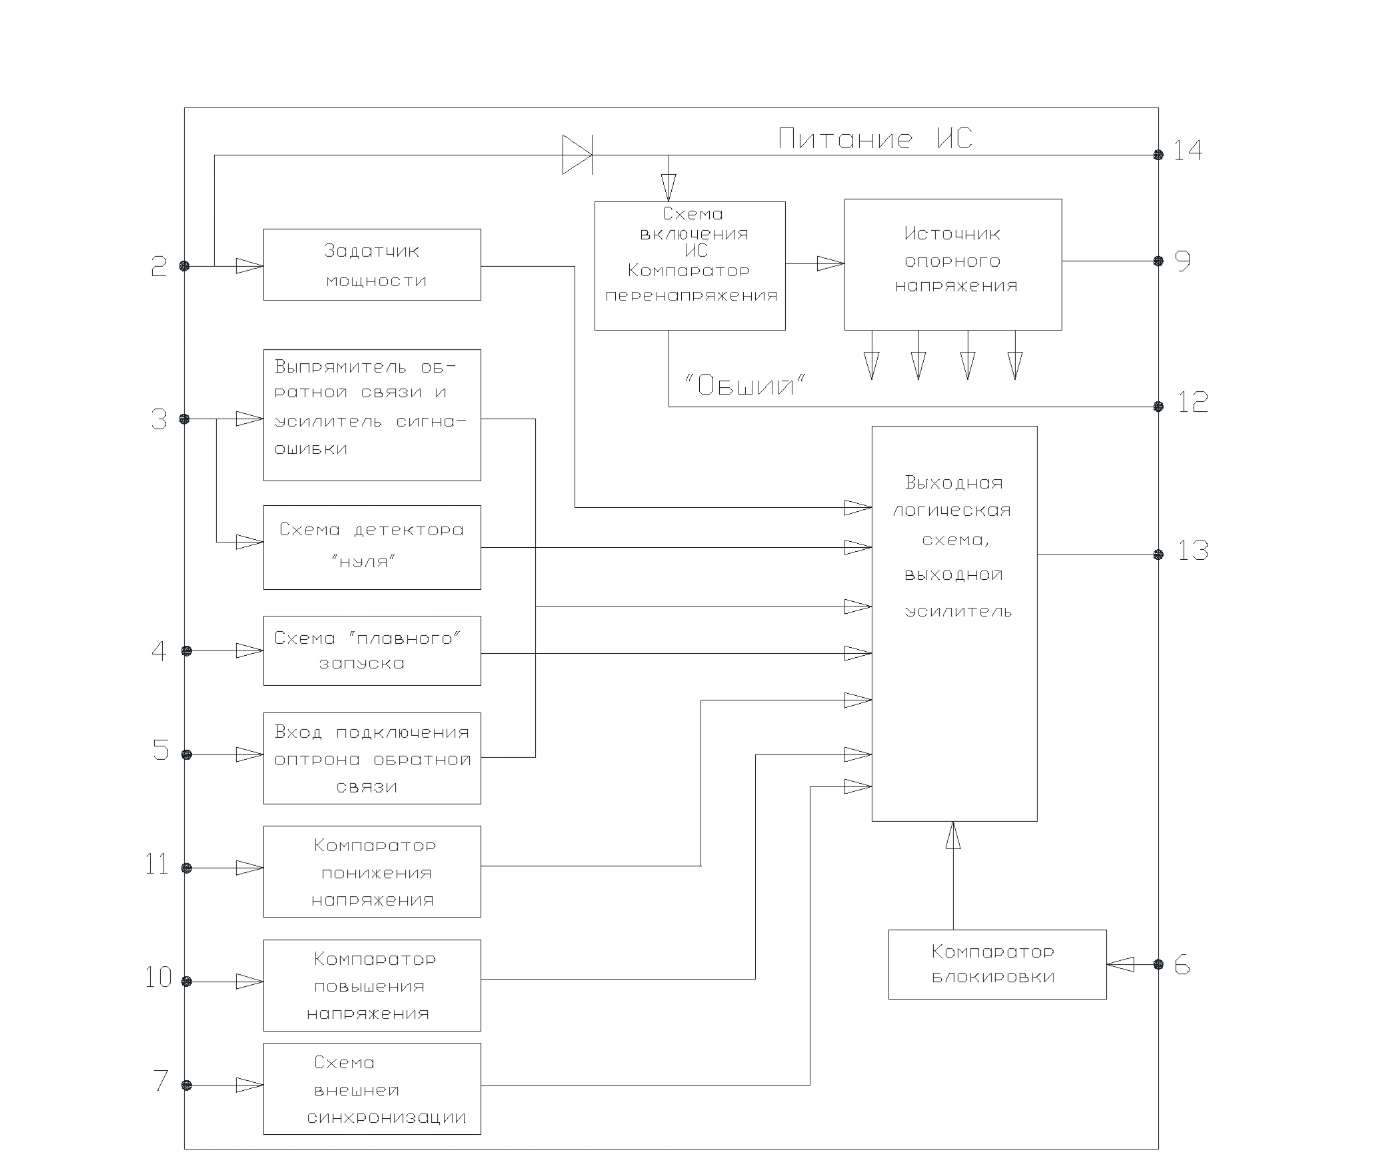 Питание ИС
14
2
Задатчик
мощности
Схема
включения
ИС
Компаратор
перенапряжения
Источник
опорного
напряжения
9
3
Выпрямитель об-
ратной связи и
усилитель сигна-
ошибки
"Обший"
12
Схема детектора
"нуля"
Выходная
логическая
схема,
выходной
усилитель
13
4
Схема "плавного"
запуска
5
Вход подключения
оптрона обратной
связи
11
Компаратор
понижения
напряжения
10
Компаратор
повышения
напряжения
Компаратор
блокировки
6
7
Схема
внешней
синхронизации